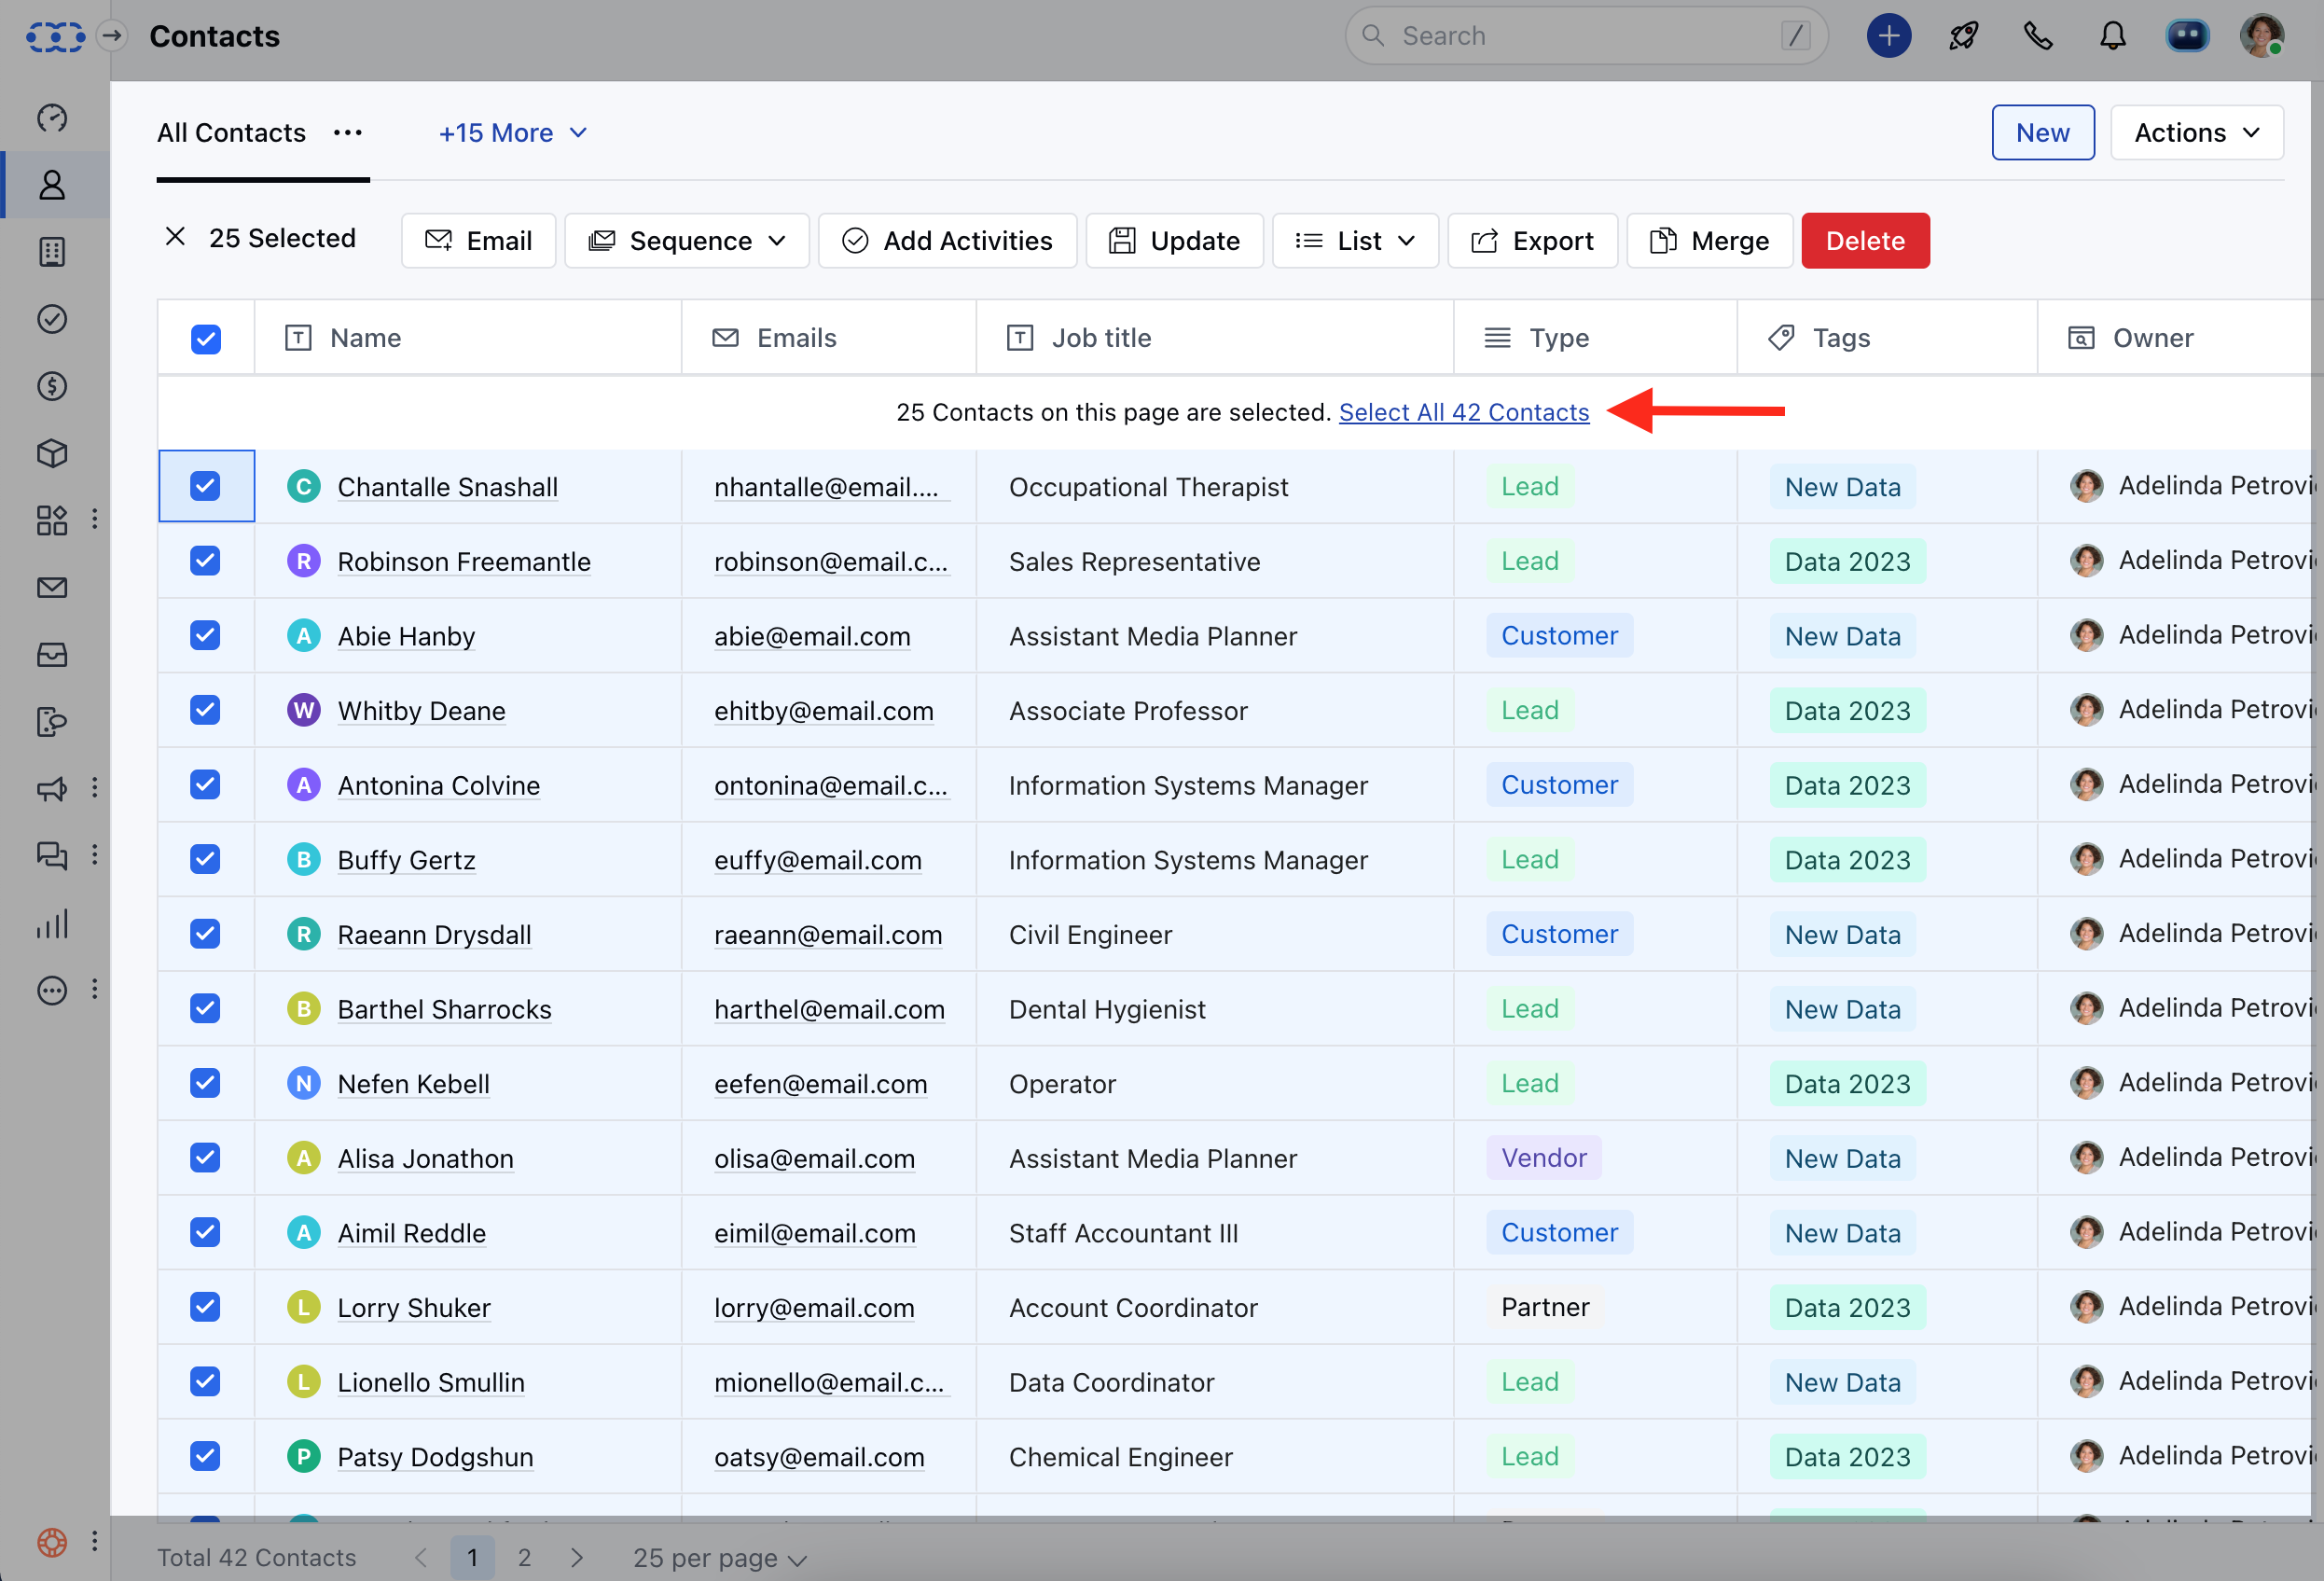 Contacts
Search /
All Contacts +15 More New Actions
25 Selected Email Sequence Add Activities Update List Export Merge Delete
Name Emails Job title Type Tags Owner
25 Contacts on this page are selected. Select All 42 Contacts
C Chantalle Snashall nhantalle@email.... Occupational Therapist Lead New Data Adelinda Petrovi
R Robinson Freemantle robinson@email.c... Sales Representative Lead Data 2023 Adelinda Petrovi
A Abie Hanby abie@email.com Assistant Media Planner Customer New Data Adelinda Petrovi
W Whitby Deane ehitby@email.com Associate Professor Lead Data 2023 Adelinda Petrovi
A Antonina Colvine ontonina@email.c... Information Systems Manager Customer Data 2023 Adelinda Petrovi
B Buffy Gertz euffy@email.com Information Systems Manager Lead Data 2023 Adelinda Petrovi
R Raeann Drysdall raeann@email.com Civil Engineer Customer New Data Adelinda Petrovi
B Barthel Sharrocks harthel@email.com Dental Hygienist Lead New Data Adelinda Petrovi
N Nefen Kebell eefen@email.com Operator Lead Data 2023 Adelinda Petrovi
A Alisa Jonathon olisa@email.com Assistant Media Planner Vendor New Data Adelinda Petrovi
A Aimil Reddle eimil@email.com Staff Accountant III Customer New Data Adelinda Petrovi
L Lorry Shuker lorry@email.com Account Coordinator Partner Data 2023 Adelinda Petrovi
L Lionello Smullin mionello@email.c... Data Coordinator Lead New Data Adelinda Petrovi
P Patsy Dodgshun oatsy@email.com Chemical Engineer Lead Data 2023 Adelinda Petrovi
Total 42 Contacts 1 2 25 per page